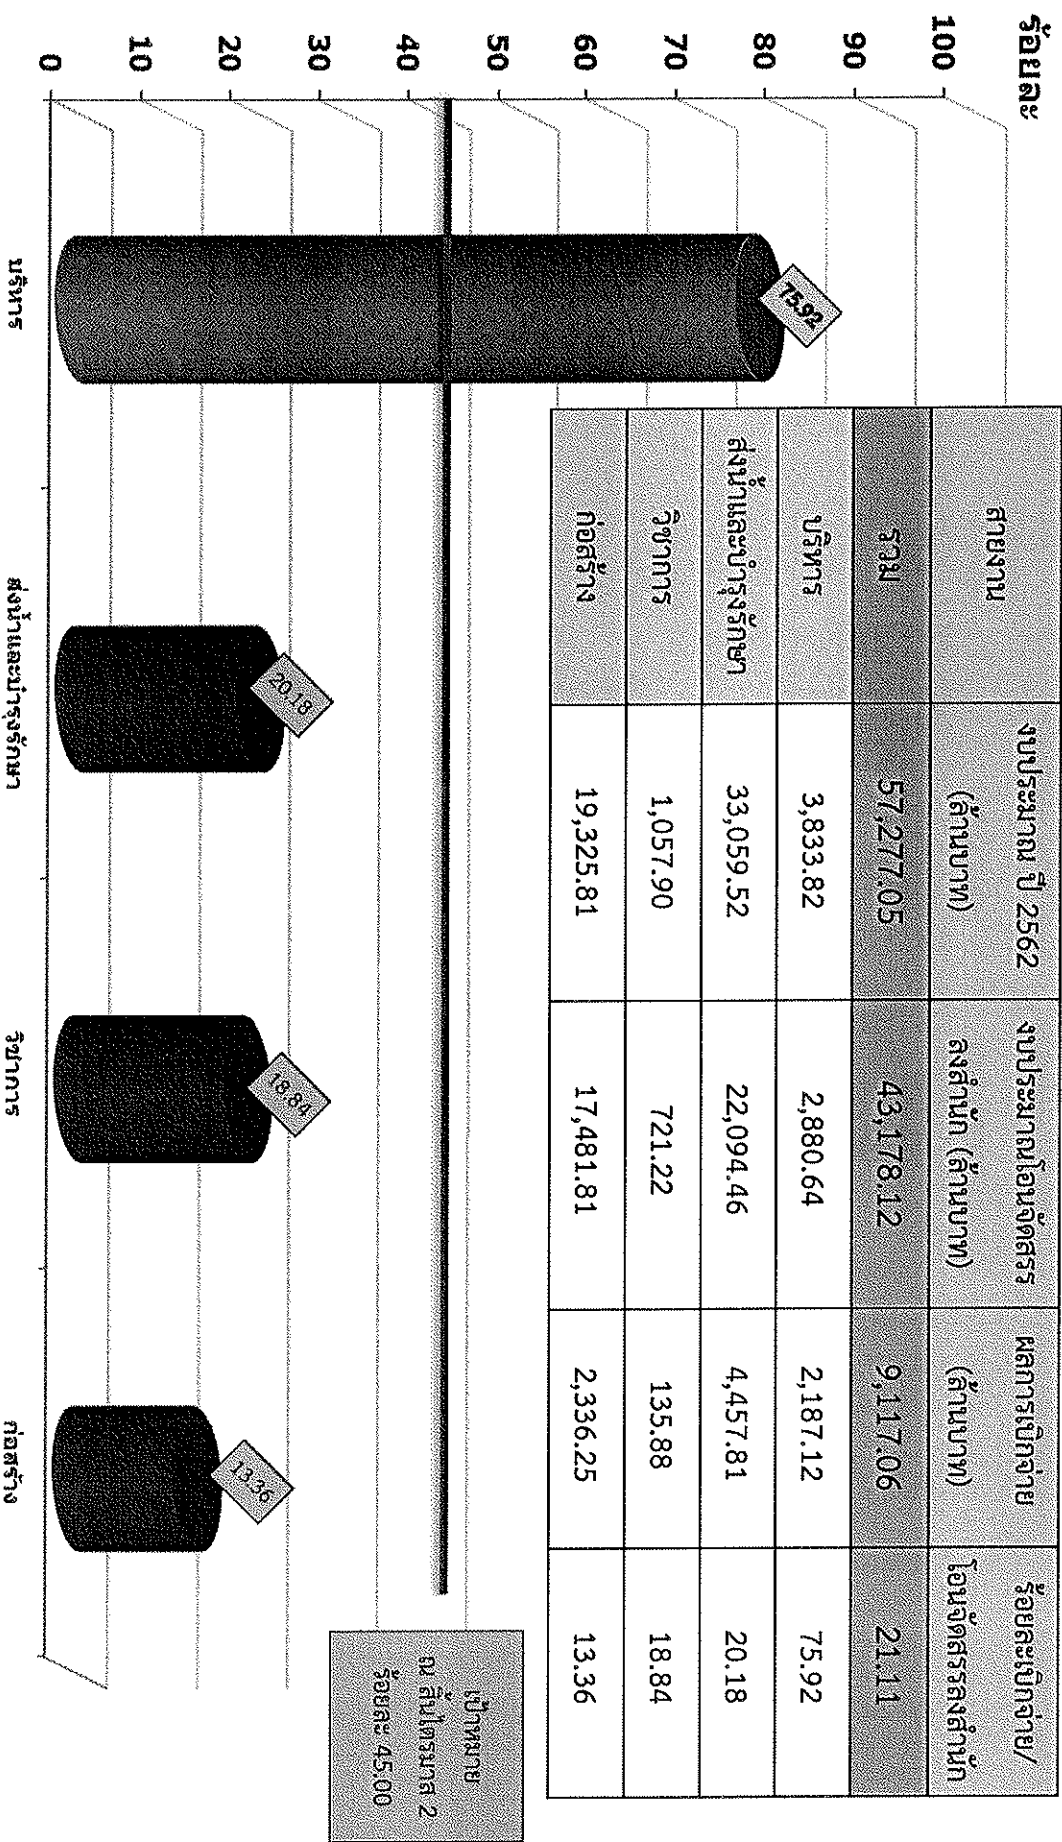 ร้อยละ
100
90
80
70
60
50
40
30
20
10
0
75.92
20.18
18.84
13.36
บริหาร
ส่งน้ำและบำรุงรักษา
วิชาการ
ก่อสร้าง
สายงาน
งบประมาณ ปี 2562
(ล้านบาท)
งบประมาณโอนจัดสรร
ลงสำนัก (ล้านบาท)
ผลการเบิกจ่าย
(ล้านบาท)
ร้อยละเบิกจ่าย/
โอนจัดสรรลงสำนัก
รวม 57,277.05 43,178.12 9,117.06 21.11
บริหาร 3,833.82 2,880.64 2,187.12 75.92
ส่งน้ำและบำรุงรักษา 33,059.52 22,094.46 4,457.81 20.18
วิชาการ 1,057.90 721.22 135.88 18.84
ก่อสร้าง 19,325.81 17,481.81 2,336.25 13.36
เป้าหมาย
ณ สิ้นไตรมาส 2
ร้อยละ 45.00